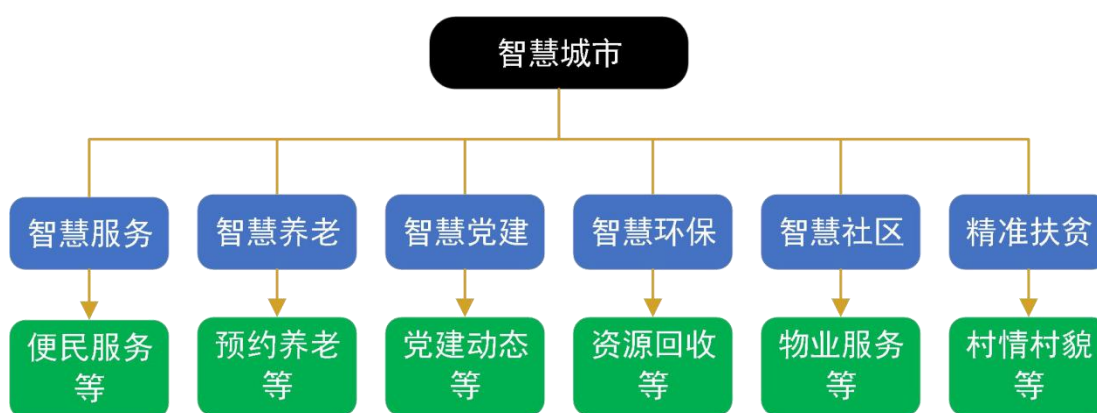 智慧城市
智慧服务
智慧养老
智慧党建
智慧环保
智慧社区
精准扶贫
便民服务
等
预约养老
等
党建动态
等
资源回收
等
物业服务
等
村情村貌
等